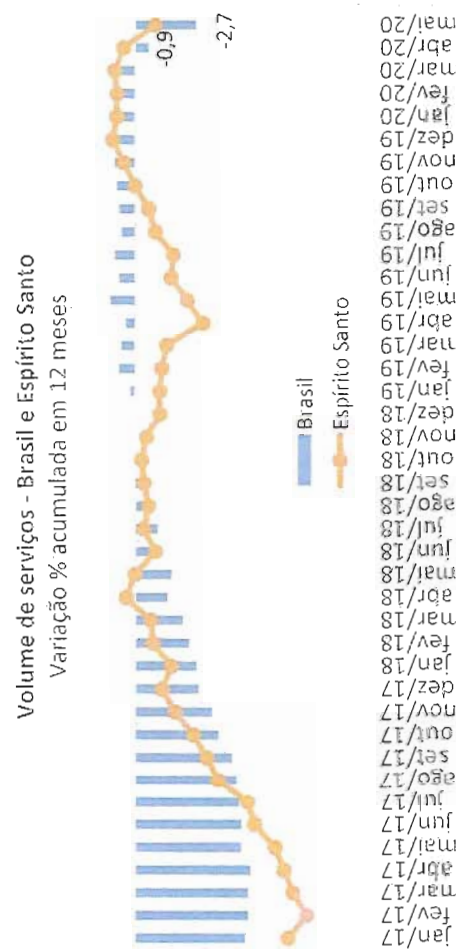 Volume de serviços - Brasil e Espírito Santo
Variação % acumulada em 12 meses
-0,9
-2,7
Brasil
Espírito Santo
jan/17
fev/17
mar/17
abr/17
mai/17
jun/17
jul/17
ago/17
set/17
out/17
nov/17
dez/17
jan/18
fev/18
mar/18
abr/18
mai/18
jun/18
jul/18
ago/18
set/18
out/18
nov/18
dez/18
jan/19
fev/19
mar/19
abr/19
mai/19
jun/19
jul/19
ago/19
set/19
out/19
nov/19
dez/19
jan/20
fev/20
mar/20
abr/20
mai/20